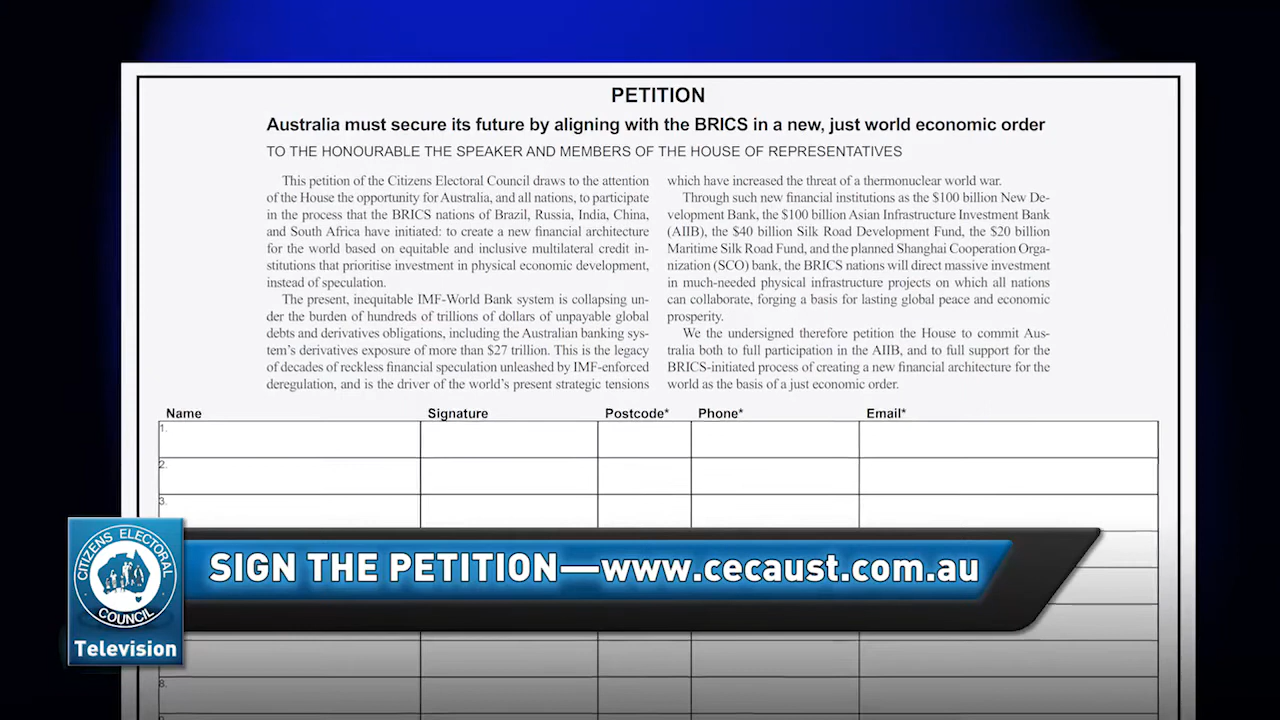 PETITION
Australia must secure its future by aligning with the BRICS in a new, just world economic order
TO THE HONOURABLE THE SPEAKER AND MEMBERS OF THE HOUSE OF REPRESENTATIVES
This petition of the Citizens Electoral Council draws to the attention
of the House the opportunity for Australia, and all nations, to participate
in the process that the BRICS nations of Brazil, Russia, India, China,
and South Africa have initiated: to create a new financial architecture
for the world based on equitable and inclusive multilateral credit in-
stitutions that prioritise investment in physical economic development,
instead of speculation.
The present, inequitable IMF-World Bank system is collapsing un-
der the burden of hundreds of trillions of dollars of unpayable global
debts and derivatives obligations, including the Australian banking sys-
tem's derivatives exposure of more than $27 trillion. This is the legacy
of decades of reckless financial speculation unleashed by IMF-enforced
deregulation, and is the driver of the world's present strategic tensions
which have increased the threat of a thermonuclear world war.
Through such new financial institutions as the $100 billion New De-
velopment Bank, the $100 billion Asian Infrastructure Investment Bank
(AIIB), the $40 billion Silk Road Development Fund, the $20 billion
Maritime Silk Road Fund, and the planned Shanghai Cooperation Orga-
nization (SCO) bank, the BRICS nations will direct massive investment
in much-needed physical infrastructure projects on which all nations
can collaborate, forging a basis for lasting global peace and economic
prosperity.
We the undersigned therefore petition the House to commit Aus-
tralia both to full participation in the AIIB, and to full support for the
BRICS-initiated process of creating a new financial architecture for the
world as the basis of a just economic order.
Name Signature Postcode* Phone* Email*
1.
2.
3.
CITIZENS ELECTORAL
COUNCIL
Television
SIGN THE PETITION—www.cecaust.com.au
8.